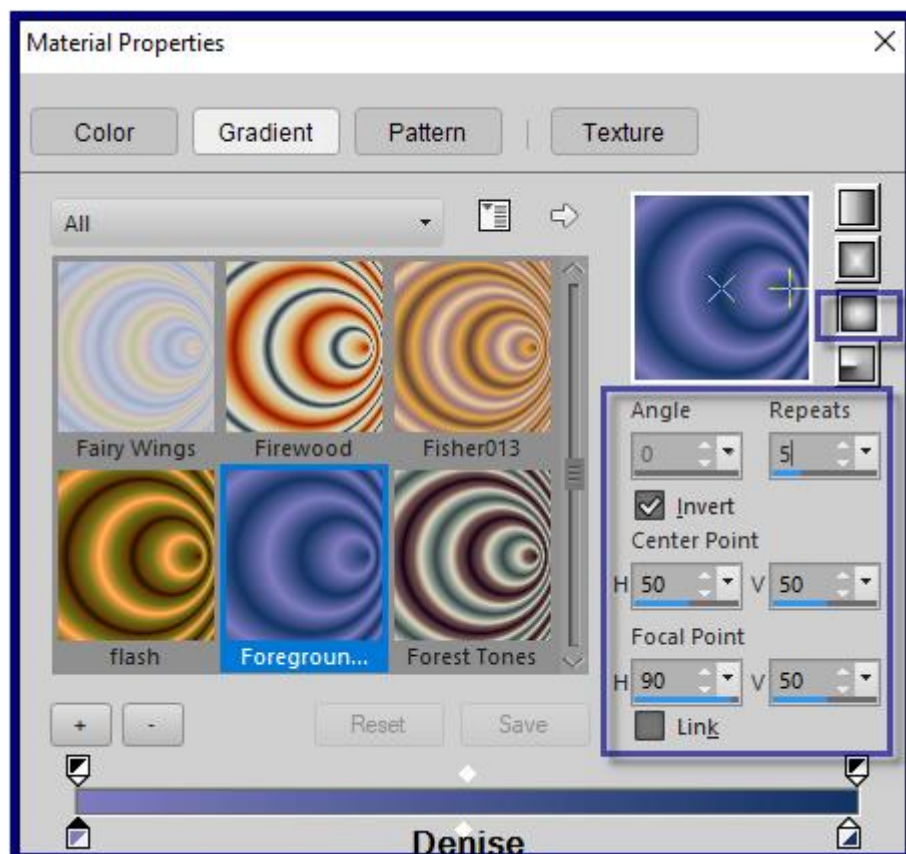 Material Properties
Color Gradient Pattern Texture
All
Fairy Wings Firewood Fisher013
flash Foregroun... Forest Tones
Angle Repeats
0 5
Invert
Center Point
H 50 V 50
Focal Point
H 90 V 50
Link
+ - Reset Save
Denise